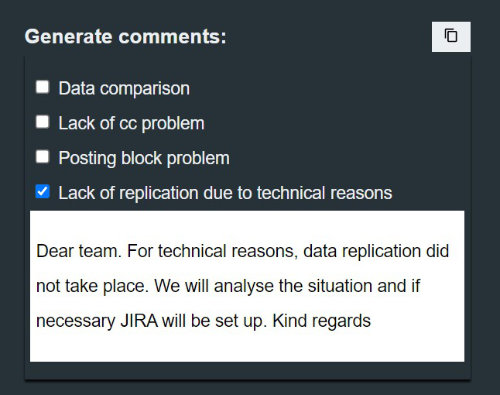 Generate comments:
Data comparison
Lack of cc problem
Posting block problem
Lack of replication due to technical reasons
Dear team. For technical reasons, data replication did
not take place. We will analyse the situation and if
necessary JIRA will be set up. Kind regards